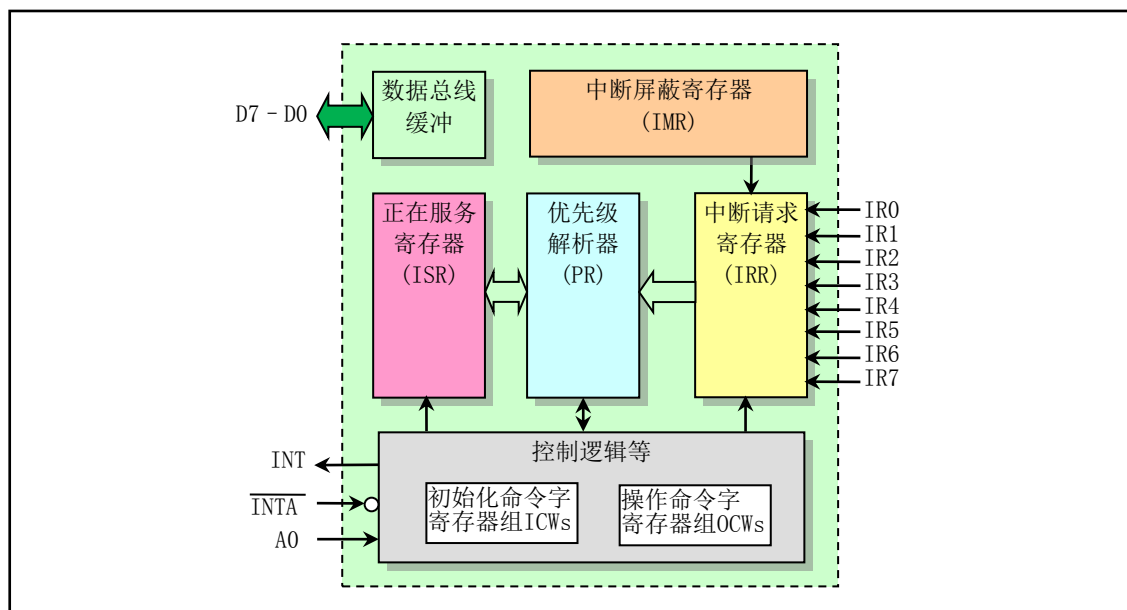 数据总线
缓冲
中断屏蔽寄存器
(IMR)
D7－D0
正在服务
寄存器
(ISR)
优先级
解析器
(PR)
中断请求
寄存器
(IRR)
IR0
IR1
IR2
IR3
IR4
IR5
IR6
IR7
控制逻辑等
INT
INTA
A0
初始化命令字
寄存器组ICWs
操作命令字
寄存器组OCWs